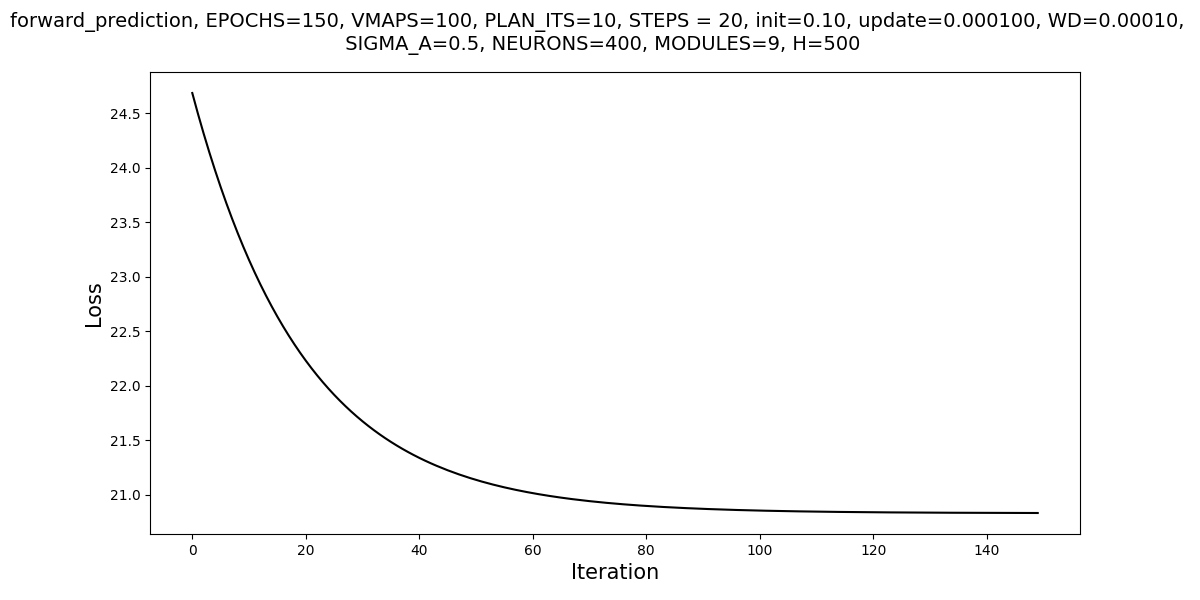 forward_prediction, EPOCHS=150, VMAPS=100, PLAN_ITS=10, STEPS = 20, init=0.10, update=0.000100, WD=0.00010,
SIGMA_A=0.5, NEURONS=400, MODULES=9, H=500
24.5
24.0
23.5
23.0
22.5
22.0
21.5
21.0
Loss
0 20 40 60 80 100 120 140
Iteration